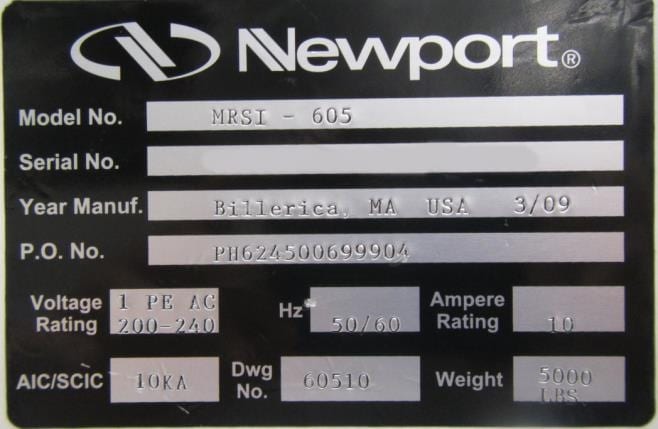 Newport®
Model No. MRSI - 605
Serial No.
Year Manuf. Billerica, MA USA 3/09
P.O. No. PH624500699904
Voltage Rating 1 PE AC 200-240 Hz 50/60 Ampere Rating 10
AIC/SCIC 10KA Dwg No. 60510 Weight 5000 LBS